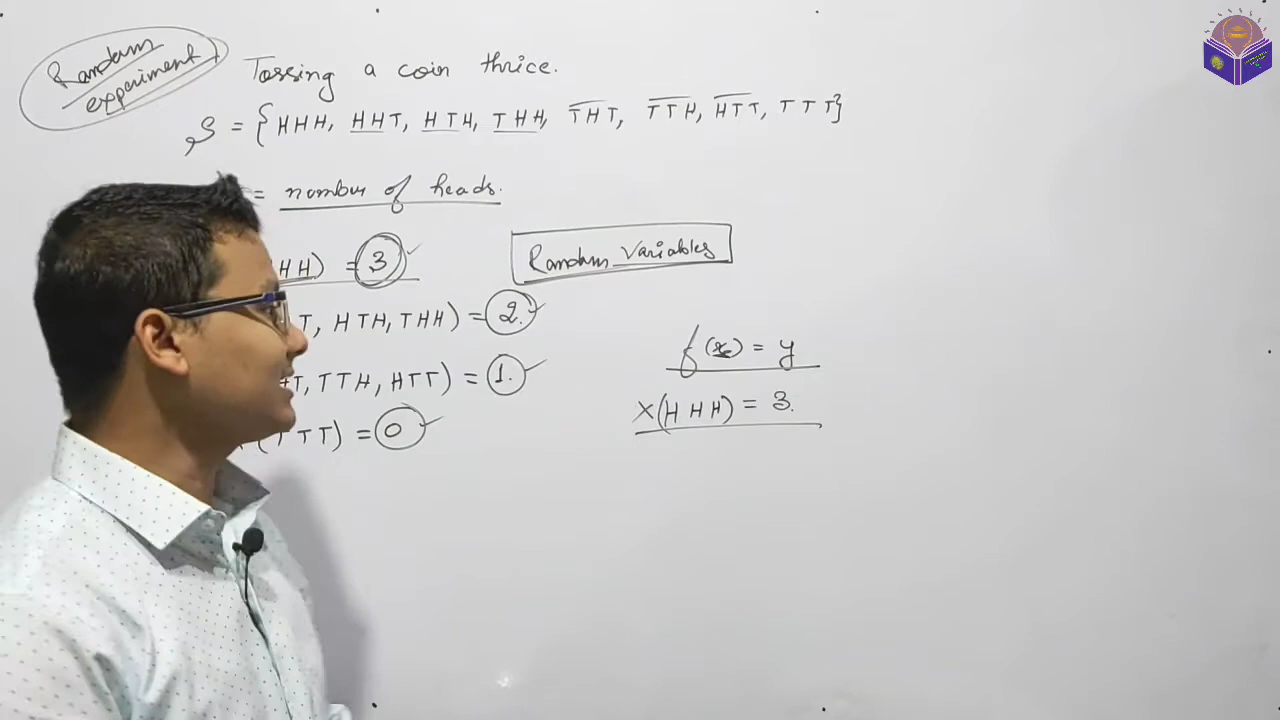 Random
experiment
Tossing a coin thrice.
S = {HHH, HHT, HTH, THH, THT, TTH, HTT, TTT}
= number of heads.
HH) = 3
Random Variables
T, HTH, THH) = 2.
f(x) = y
HT, TTH, HTT) = 1.
X(HHH) = 3.
(TTT) = 0